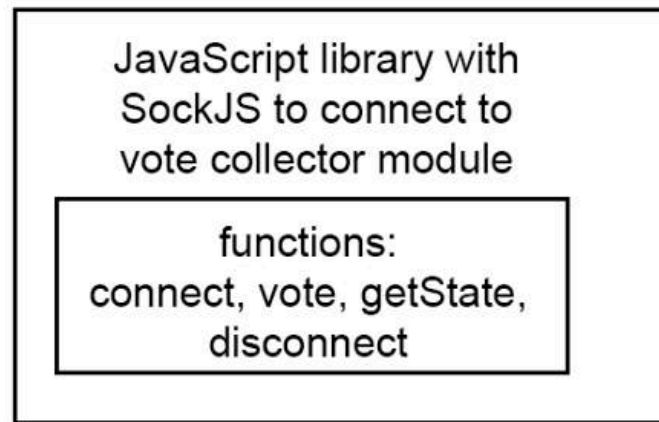 JavaScript library with
SockJS to connect to
vote collector module
functions:
connect, vote, getState,
disconnect